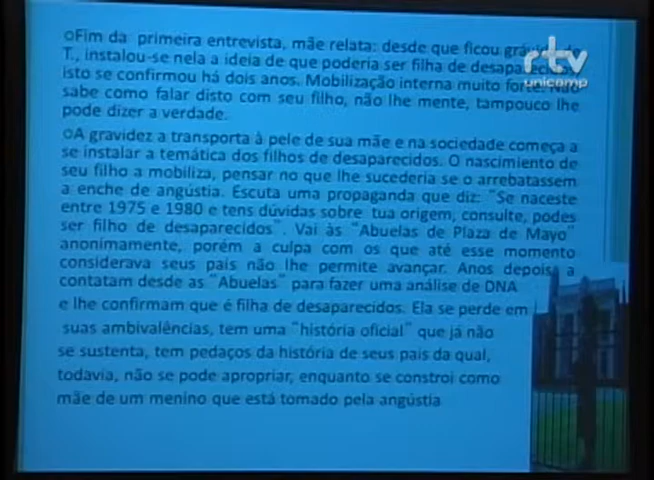 Fim da primeira entrevista, mãe relata: desde que ficou grávida de
T., instalou-se nela a ideia de que poderia ser filha de desaparecidos,
isto se confirmou há dois anos. Mobilização interna muito forte. Não
sabe como falar disto com seu filho, não lhe mente, tampouco lhe
pode dizer a verdade.
A gravidez a transporta à pele de sua mãe e na sociedade começa a
se instalar a temática dos filhos de desaparecidos. O nascimento de
seu filho a mobiliza, pensar no que lhe sucederia se o arrebatassem
a enche de angústia. Escuta uma propaganda que diz: "Se naceste
entre 1975 e 1980 e tens dúvidas sobre tua origem, consulte, podes
ser filho de desaparecidos". Vai às "Abuelas de Plaza de Mayo"
anonimamente, porém a culpa com os que até esse momento
considerava seus pais não lhe permite avançar. Anos depois a
contatam desde as "Abuelas" para fazer uma análise de DNA
e lhe confirmam que é filha de desaparecidos. Ela se perde em
suas ambivalências, tem uma "história oficial" que já não
se sustenta, tem pedaços da história de seus pais da qual,
todavia, não se pode apropriar, enquanto se constroi como
mãe de um menino que está tomado pela angústia
rtv
unicamp